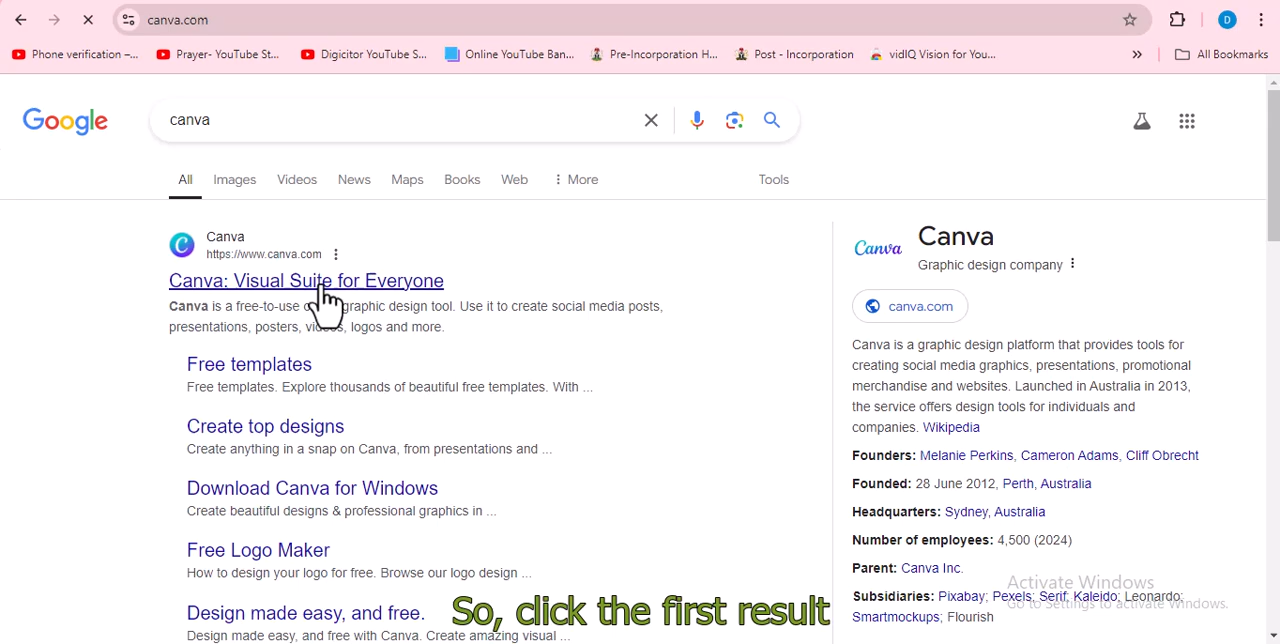 canva.com
D
Phone verification –...
Prayer- YouTube St...
Digicitor YouTube S...
Online YouTube Ban...
Pre-Incorporation H...
Post - Incorporation
vidIQ Vision for You...
»
All Bookmarks
Google
canva
All
Images
Videos
News
Maps
Books
Web
More
Tools
Canva
https://www.canva.com
Canva: Visual Suite for Everyone
Canva is a free-to-use graphic design tool. Use it to create social media posts,
presentations, posters, videos, logos and more.
Free templates
Free templates. Explore thousands of beautiful free templates. With ...
Create top designs
Create anything in a snap on Canva, from presentations and ...
Download Canva for Windows
Create beautiful designs & professional graphics in ...
Free Logo Maker
How to design your logo for free. Browse our logo design ...
Design made easy, and free.
Design made easy, and free with Canva. Create amazing visual ...
Canva
Canva
Graphic design company
canva.com
Canva is a graphic design platform that provides tools for
creating social media graphics, presentations, promotional
merchandise and websites. Launched in Australia in 2013,
the service offers design tools for individuals and
companies. Wikipedia
Founders: Melanie Perkins, Cameron Adams, Cliff Obrecht
Founded: 28 June 2012, Perth, Australia
Headquarters: Sydney, Australia
Number of employees: 4,500 (2024)
Parent: Canva Inc.
Subsidiaries: Pixabay, Pexels, Serif, Kaleido, Leonardo,
Smartmockups, Flourish
Activate Windows
Go to Settings to activate Windows.
So, click the first result